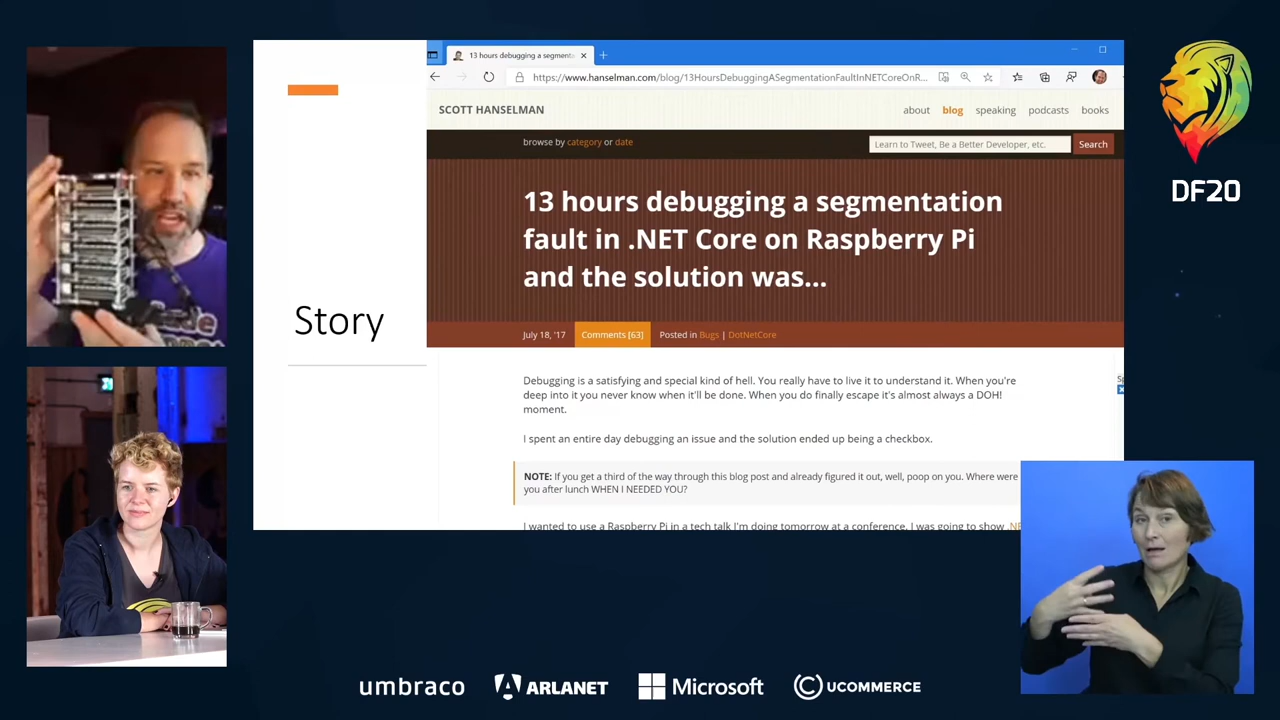 Story
13 hours debugging a segmenta
https://www.hanselman.com/blog/13HoursDebuggingASegmentationFaultInNETCoreOnR...
SCOTT HANSELMAN
about blog speaking podcasts books
browse by category or date
Learn to Tweet, Be a Better Developer, etc. Search
13 hours debugging a segmentation
fault in .NET Core on Raspberry Pi
and the solution was...
July 18, '17 Comments [63] Posted in Bugs | DotNetCore
Debugging is a satisfying and special kind of hell. You really have to live it to understand it. When you're
deep into it you never know when it'll be done. When you do finally escape it's almost always a DOH!
moment.
I spent an entire day debugging an issue and the solution ended up being a checkbox.
NOTE: If you get a third of the way through this blog post and already figured it out, well, poop on you. Where were
you after lunch WHEN I NEEDED YOU?
I wanted to use a Raspberry Pi in a tech talk I'm doing tomorrow at a conference. I was going to show .NE
DF20
umbraco ARLANET Microsoft UCOMMERCE